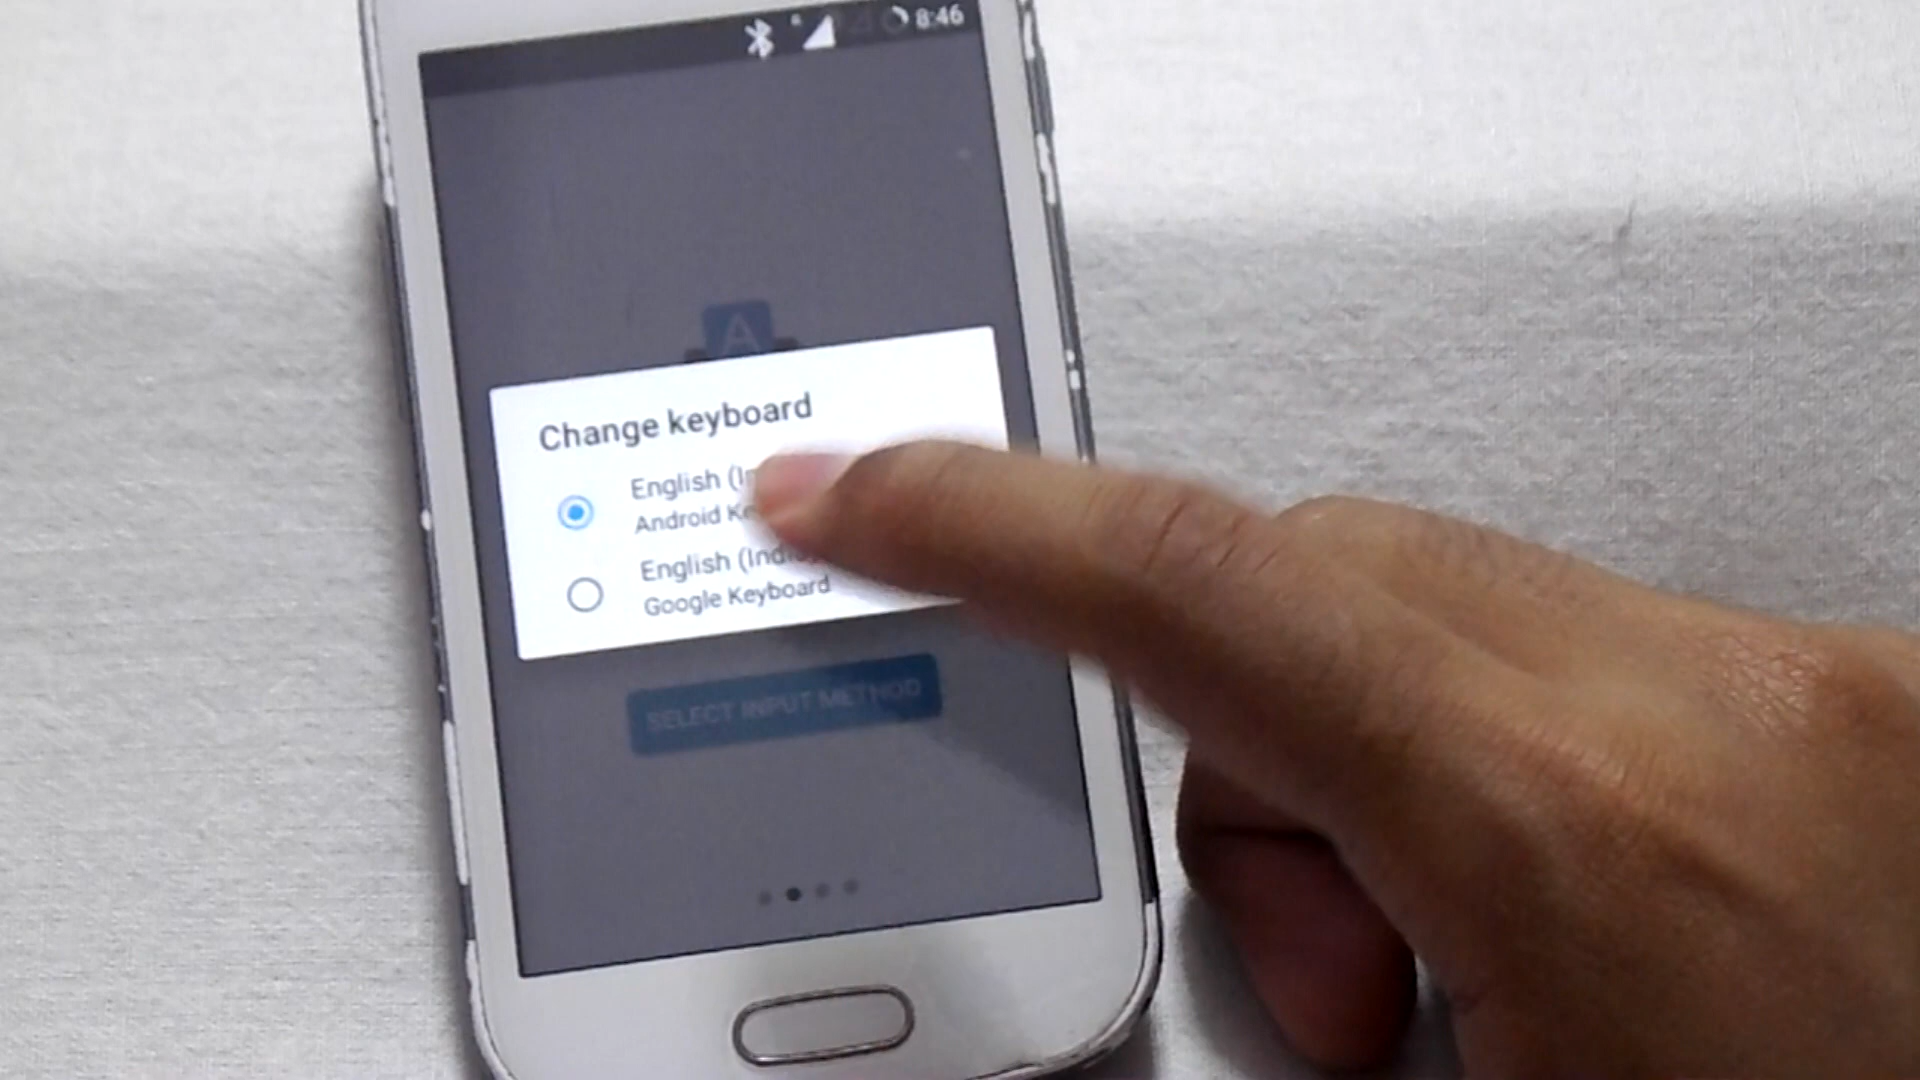 8:46
A
Change keyboard
English (In
Android Ke
English (India
Google Keyboard
SELECT INPUT METHOD